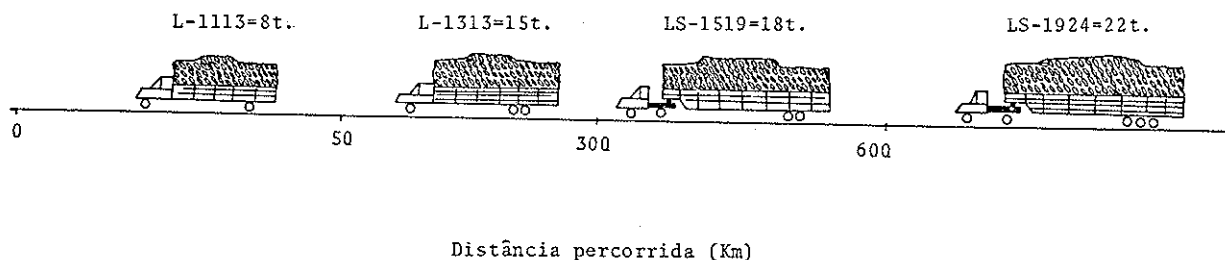 L-1113=8t. L-1313=15t. LS-1519=18t. LS-1924=22t.
0 50 300 600
Distância percorrida (Km)